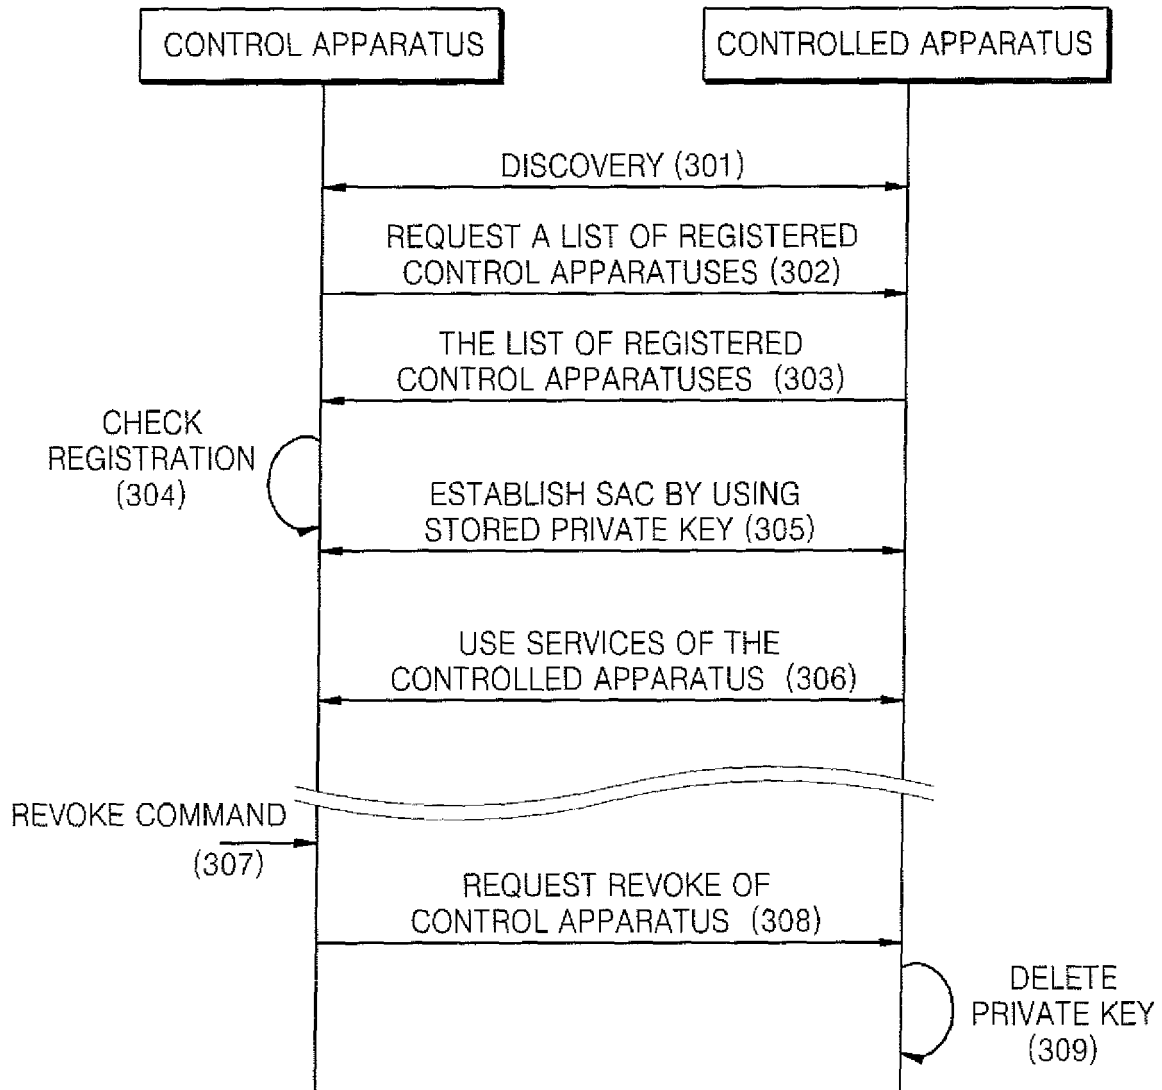 CONTROL APPARATUS
CONTROLLED APPARATUS
DISCOVERY (301)
REQUEST A LIST OF REGISTERED
CONTROL APPARATUSES (302)
THE LIST OF REGISTERED
CONTROL APPARATUSES (303)
CHECK
REGISTRATION
(304)
ESTABLISH SAC BY USING
STORED PRIVATE KEY (305)
USE SERVICES OF THE
CONTROLLED APPARATUS (306)
REVOKE COMMAND
(307)
REQUEST REVOKE OF
CONTROL APPARATUS (308)
DELETE
PRIVATE KEY
(309)